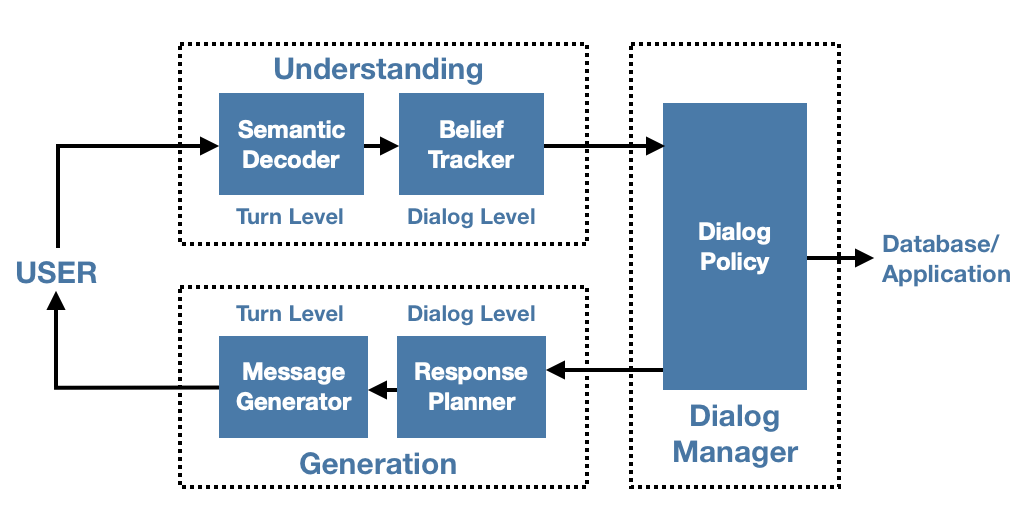 Understanding
Semantic
Decoder
Belief
Tracker
Turn Level
Dialog Level
USER
Dialog
Policy
Database/
Application
Turn Level
Dialog Level
Message
Generator
Response
Planner
Generation
Dialog
Manager